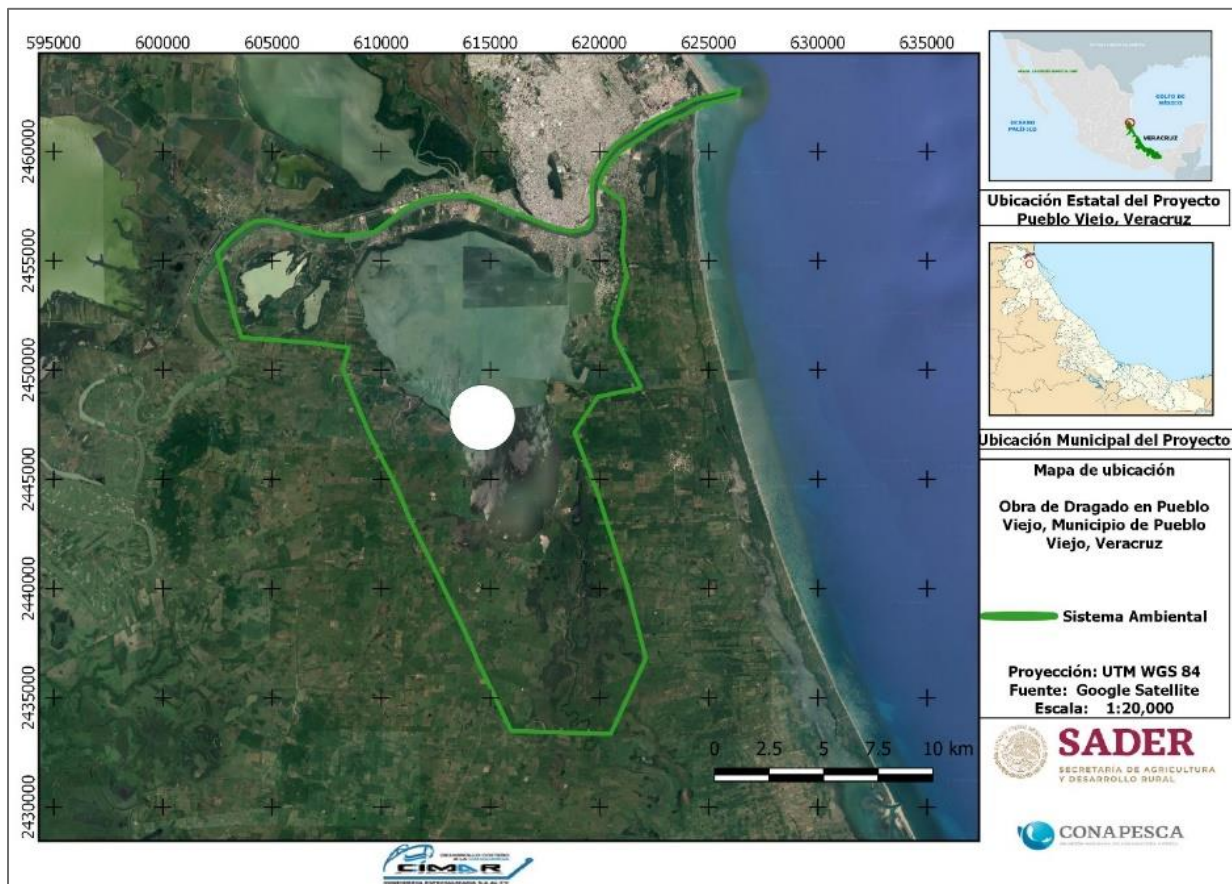 595000 600000 605000 610000 615000 620000 625000 630000 635000
2460000
2455000
2450000
2445000
2440000
2435000
2430000
0 2.5 5 7.5 10 km
GOLFO DE
MÉXICO
OCEANO
PACÍFICO
VERACRUZ
Ubicación Estatal del Proyecto
Pueblo Viejo, Veracruz
Ubicación Municipal del Proyecto
Mapa de ubicación
Obra de Dragado en Pueblo
Viejo, Municipio de Pueblo
Viejo, Veracruz
Sistema Ambiental
Proyección: UTM WGS 84
Fuente: Google Satellite
Escala: 1:20,000
SADER
SECRETARÍA DE AGRICULTURA
Y DESARROLLO RURAL
CONAPESCA
CIMAR